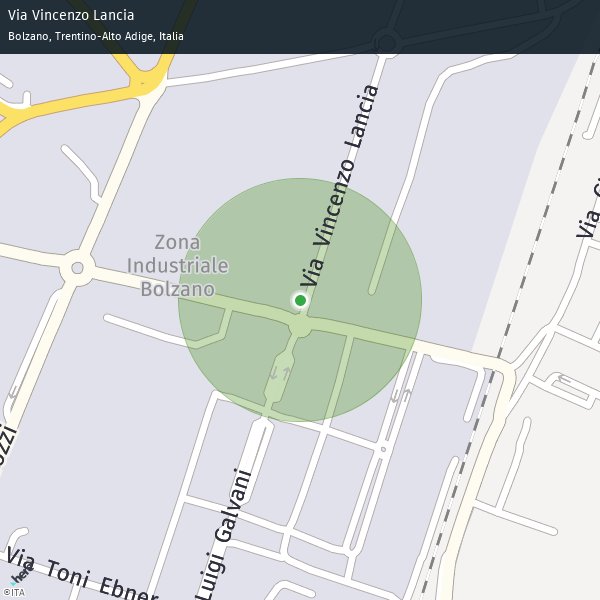 Via Vincenzo Lancia
Bolzano, Trentino-Alto Adige, Italia
Via Vincenzo Lancia
Zona
Industriale
Bolzano
Luigi Galvani
Via Toni Ebner
here
©ITA